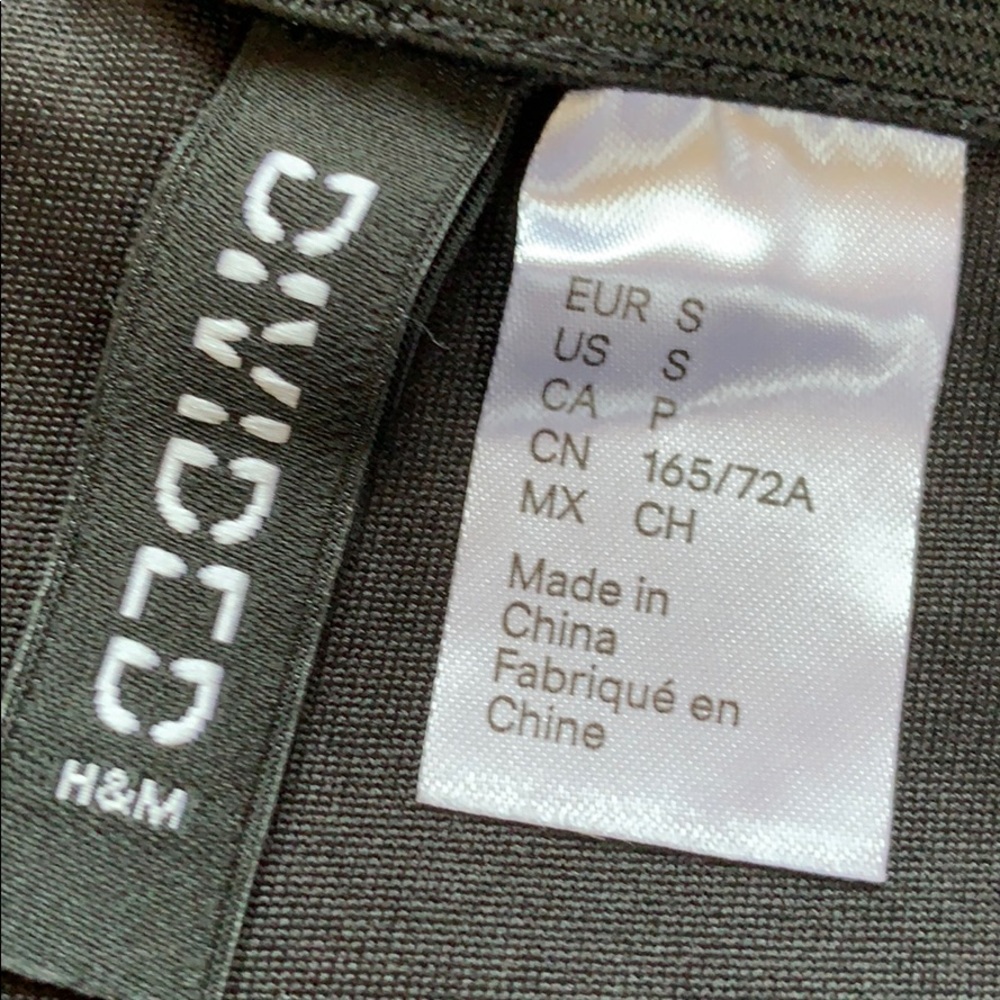 DIVIDED
H&M
EUR S
US S
CA P
CN 165/72A
MX CH
Made in
China
Fabriqué en
Chine